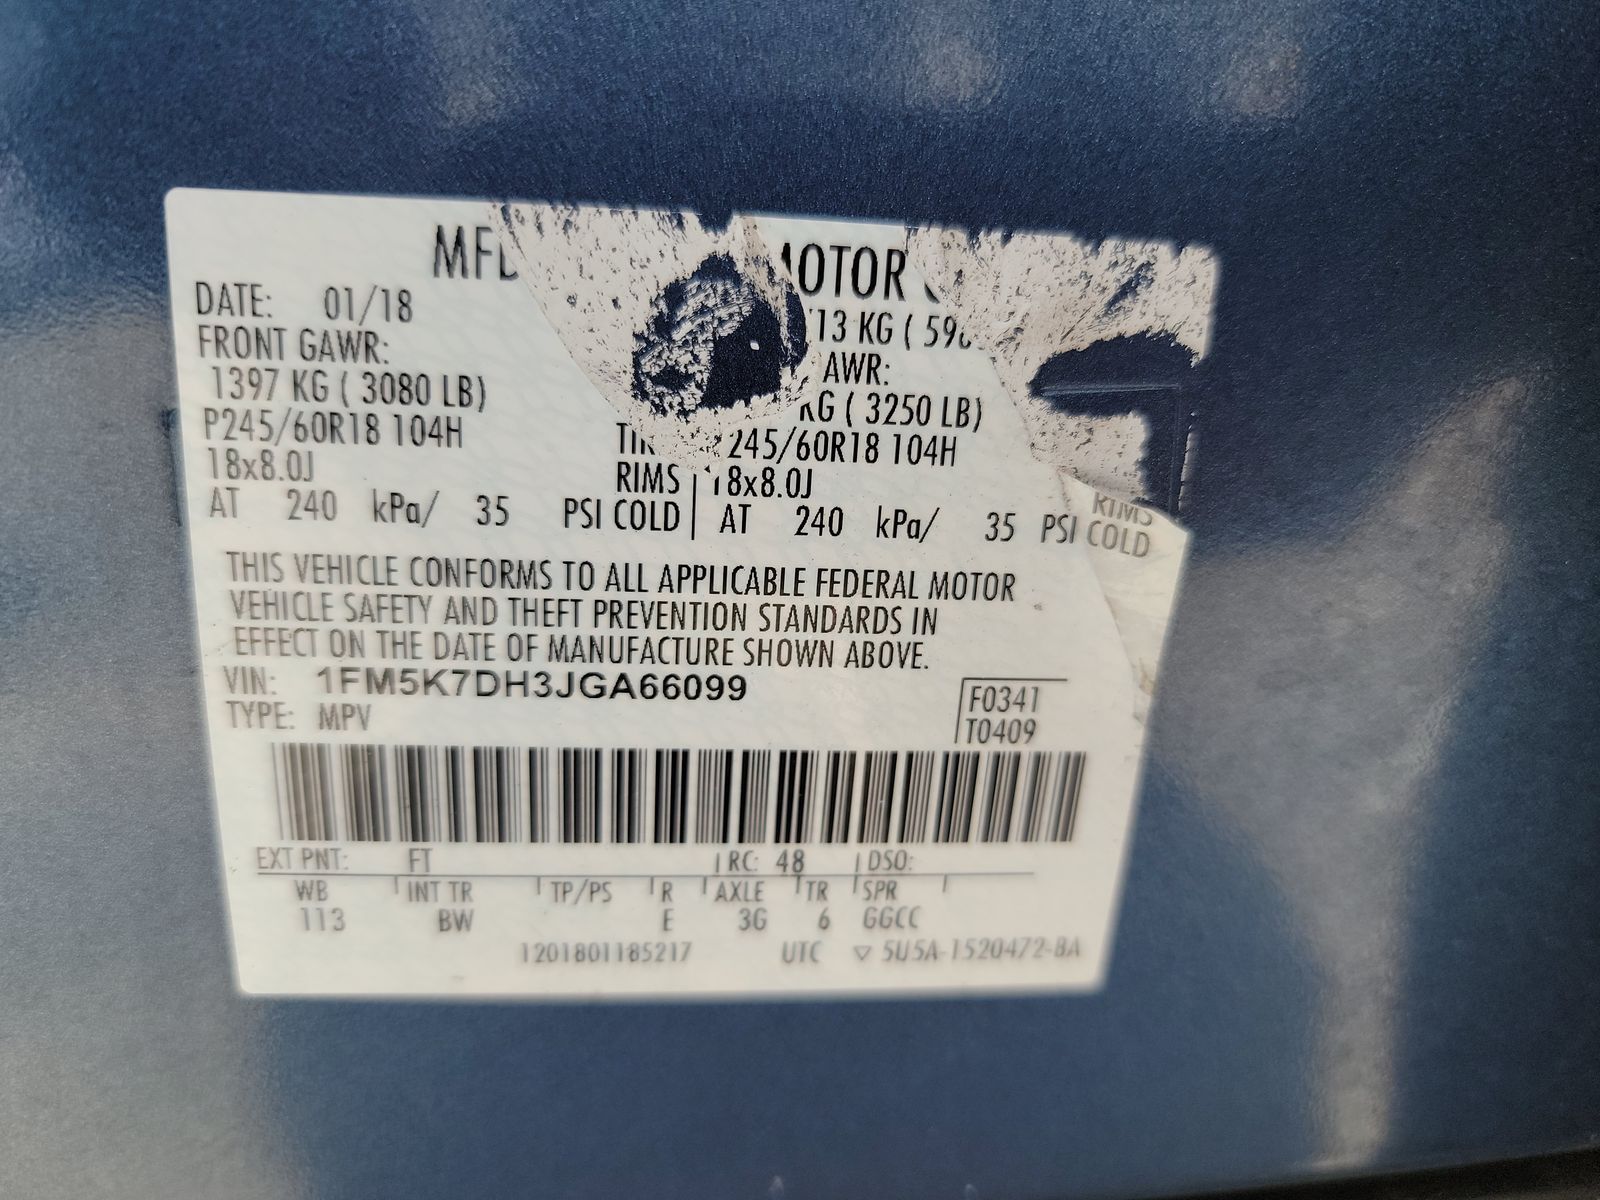 MOTOR
DATE: 01/18
13 KG (
FRONT GAWR: AWR:
1397 KG ( 3080 LB) KG ( 3250 LB)
P245/60R18 104H 245/60R18 104H
18x8.0J RIMS 18x8.0J RIMS
AT 240 kPa/ 35 PSI COLD AT 240 kPa/ 35 PSI COLD
THIS VEHICLE CONFORMS TO ALL APPLICABLE FEDERAL MOTOR
VEHICLE SAFETY AND THEFT PREVENTION STANDARDS IN
EFFECT ON THE DATE OF MANUFACTURE SHOWN ABOVE.
VIN: 1FM5K7DH3JGA66099
TYPE: MPV
F0341
T0409
EXT PNT: FT RC: 48 DSO:
WB INT TR TP/PS R AXLE TR SPR
113 BW E 3G 6 GGCC
1201801185217 UTC ▽ 5U5A-1520472-BA